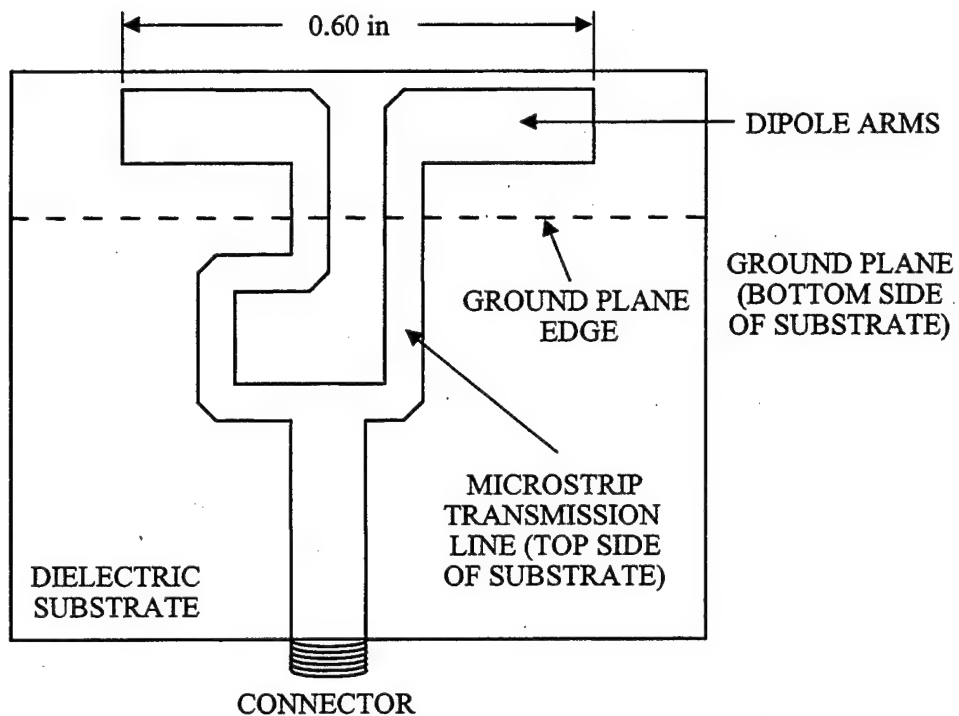 0.60 in
DIPOLE ARMS
GROUND PLANE
(BOTTOM SIDE
OF SUBSTRATE)
GROUND PLANE
EDGE
MICROSTRIP
TRANSMISSION
LINE (TOP SIDE
OF SUBSTRATE)
DIELECTRIC
SUBSTRATE
CONNECTOR